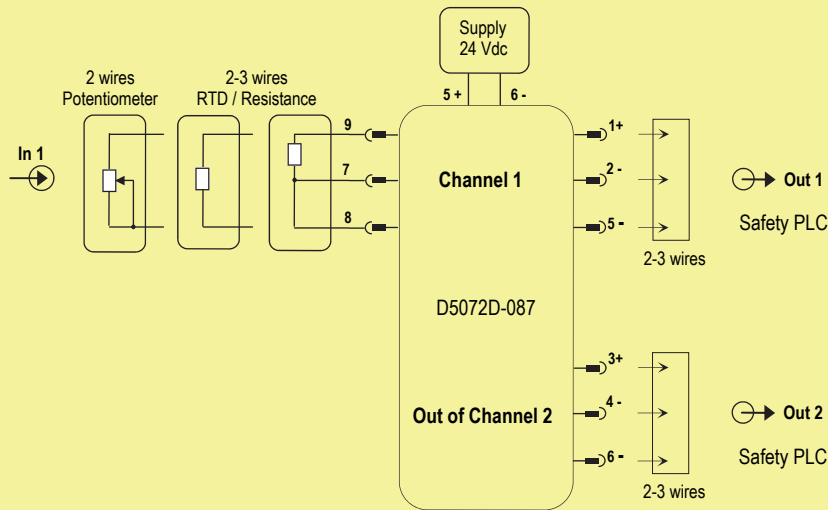 Supply
24 Vdc
5 +
6 -
2 wires
Potentiometer
2-3 wires
RTD / Resistance
In 1
9
7
8
Channel 1
1+
2 -
5 -
Out 1
Safety PLC
2-3 wires
D5072D-087
Out of Channel 2
3+
4 -
6 -
Out 2
Safety PLC
2-3 wires